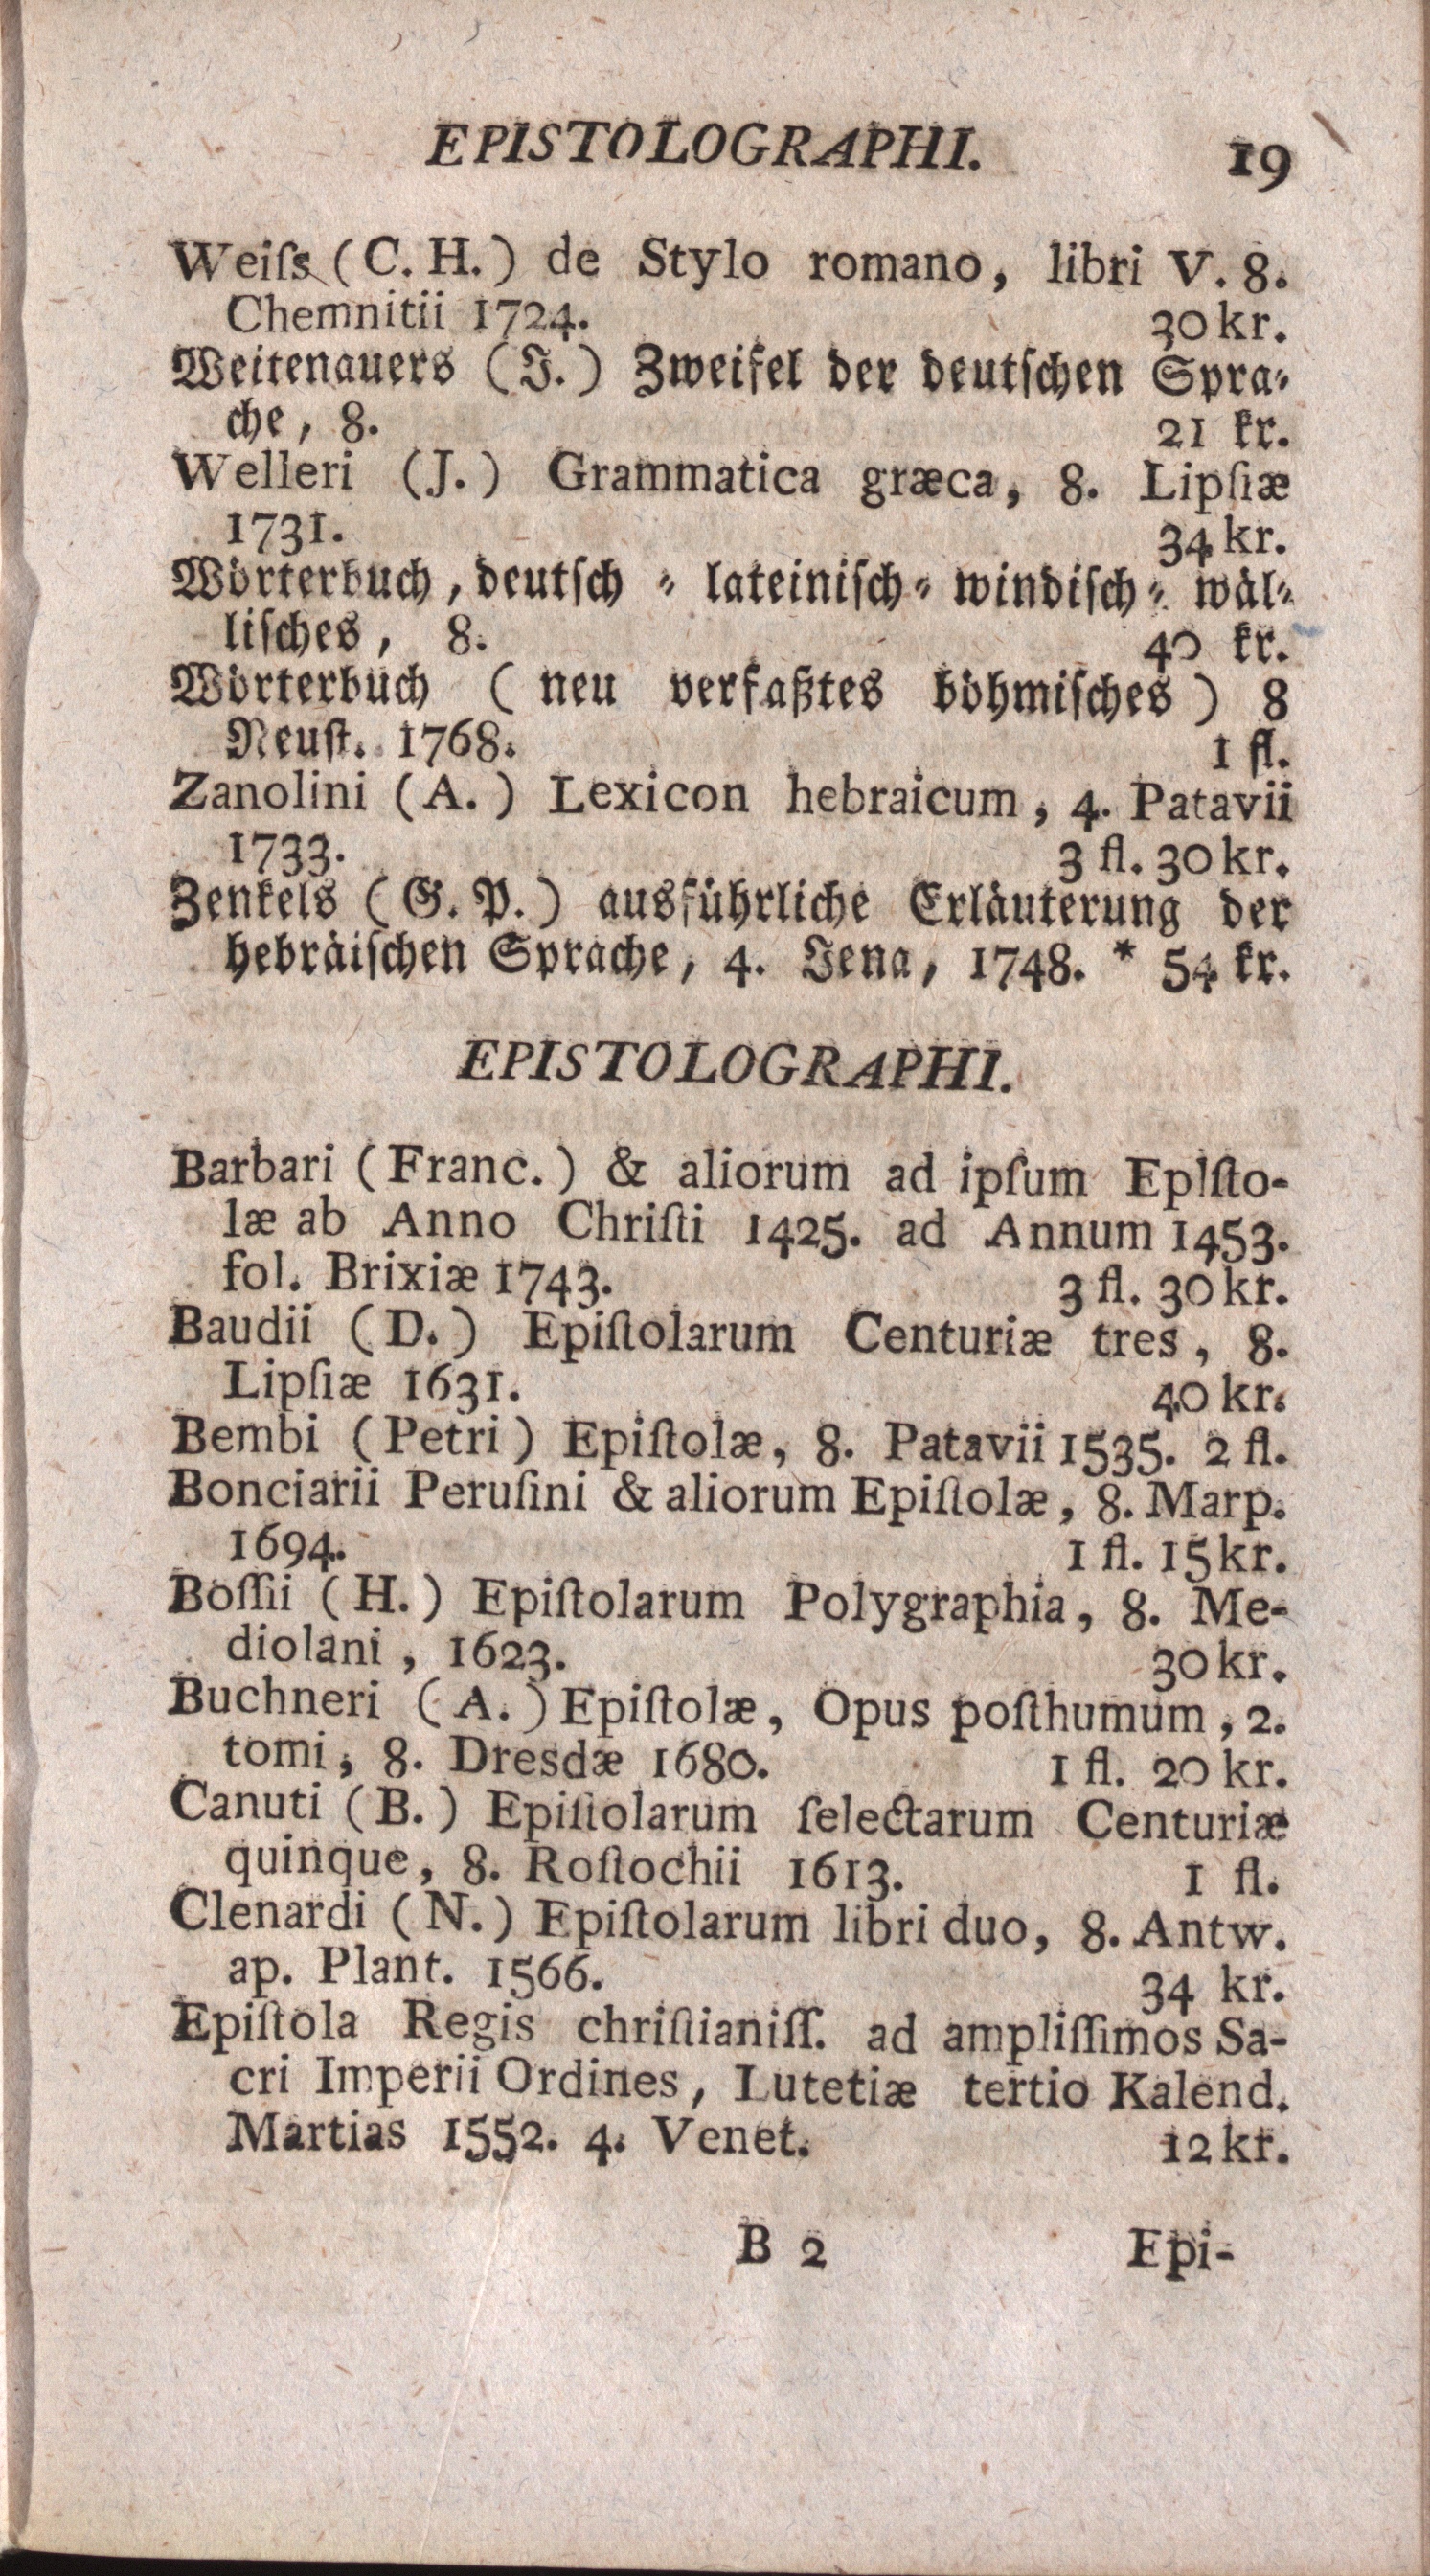 EPISTOLOGRAPHI. 19
Weiſs (C. H.) de Stylo romano, libri V. 8.
Chemnitii 1724. 30 kr.
Weitenauers (J.) Zweifel der deutſchen Spra⸗
che, 8. 21 kr.
Welleri (J.) Grammatica græca, 8. Lipſiæ
1731. 34 kr.
Wörterbuch, deutſch ⸗ lateiniſch⸗ windiſch⸗ wäl⸗
liſches, 8. 40 kr.
Wörterbuch (neu verfaßtes böhmiſches) 8
Neuſt. 1768. 1 fl.
Zanolini (A.) Lexicon hebraicum, 4. Patavii
1733. 3 fl. 30 kr.
Zenkels (G. P.) ausführliche Erläuterung der
hebräiſchen Sprache, 4. Jena, 1748. * 54 kr.
EPISTOLOGRAPHI.
Barbari (Franc.) & aliorum ad ipſum Eplſto-
læ ab Anno Chriſti 1425. ad Annum 1453.
fol. Brixiæ 1743. 3 fl. 30 kr.
Baudii (D.) Epiſtolarum Centuriæ tres, 8.
Lipſiæ 1631. 40 kr.
Bembi (Petri) Epiſtolæ, 8. Patavii 1535. 2 fl.
Bonciarii Peruſini & aliorum Epiſtolæ, 8. Marp.
1694. 1 fl. 15 kr.
Boſſii (H.) Epiſtolarum Polygraphia, 8. Me-
diolani, 1623. 30 kr.
Buchneri (A.) Epiſtolæ, Opus poſthumum, 2.
tomi, 8. Dresdæ 1680. 1 fl. 20 kr.
Canuti (B.) Epiſtolarum ſelectarum Centuriæ
quinque, 8. Roſtochii 1613. 1 fl.
Clenardi (N.) Epiſtolarum libri duo, 8. Antw.
ap. Plant. 1566. 34 kr.
Epiſtola Regis chriſtianiſſ. ad ampliſſimos Sa-
cri Imperii Ordines, Lutetiæ tertio Kalend.
Martias 1552. 4. Venet. 12 kr.
B 2 Epi-